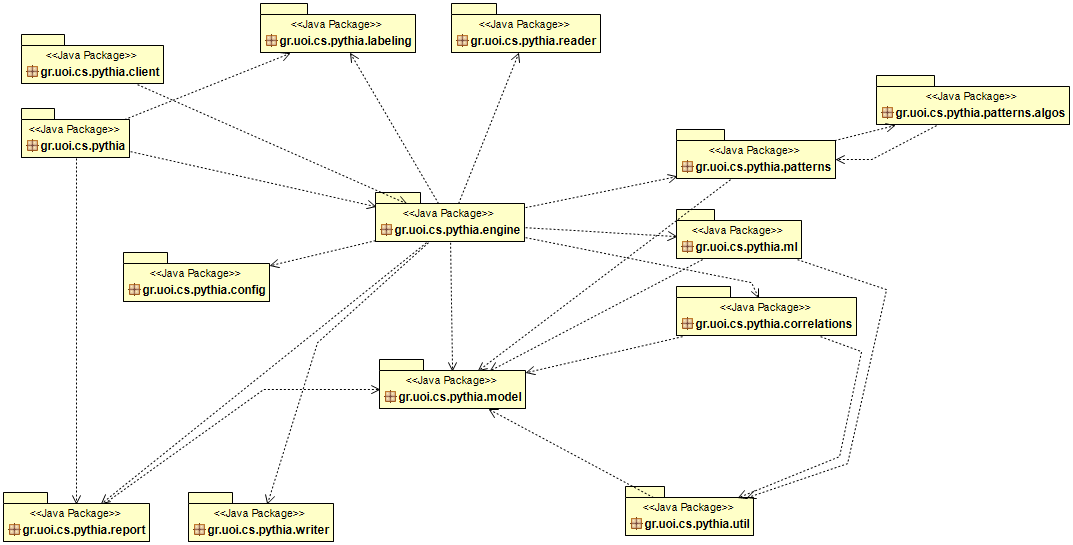 <<Java Package>>
gr.uoi.cs.pythia.labeling
<<Java Package>>
gr.uoi.cs.pythia.reader
<<Java Package>>
gr.uoi.cs.pythia.client
<<Java Package>>
gr.uoi.cs.pythia.patterns.algos
<<Java Package>>
gr.uoi.cs.pythia
<<Java Package>>
gr.uoi.cs.pythia.patterns
<<Java Package>>
gr.uoi.cs.pythia.engine
<<Java Package>>
gr.uoi.cs.pythia.ml
<<Java Package>>
gr.uoi.cs.pythia.config
<<Java Package>>
gr.uoi.cs.pythia.correlations
<<Java Package>>
gr.uoi.cs.pythia.model
<<Java Package>>
gr.uoi.cs.pythia.report
<<Java Package>>
gr.uoi.cs.pythia.writer
<<Java Package>>
gr.uoi.cs.pythia.util